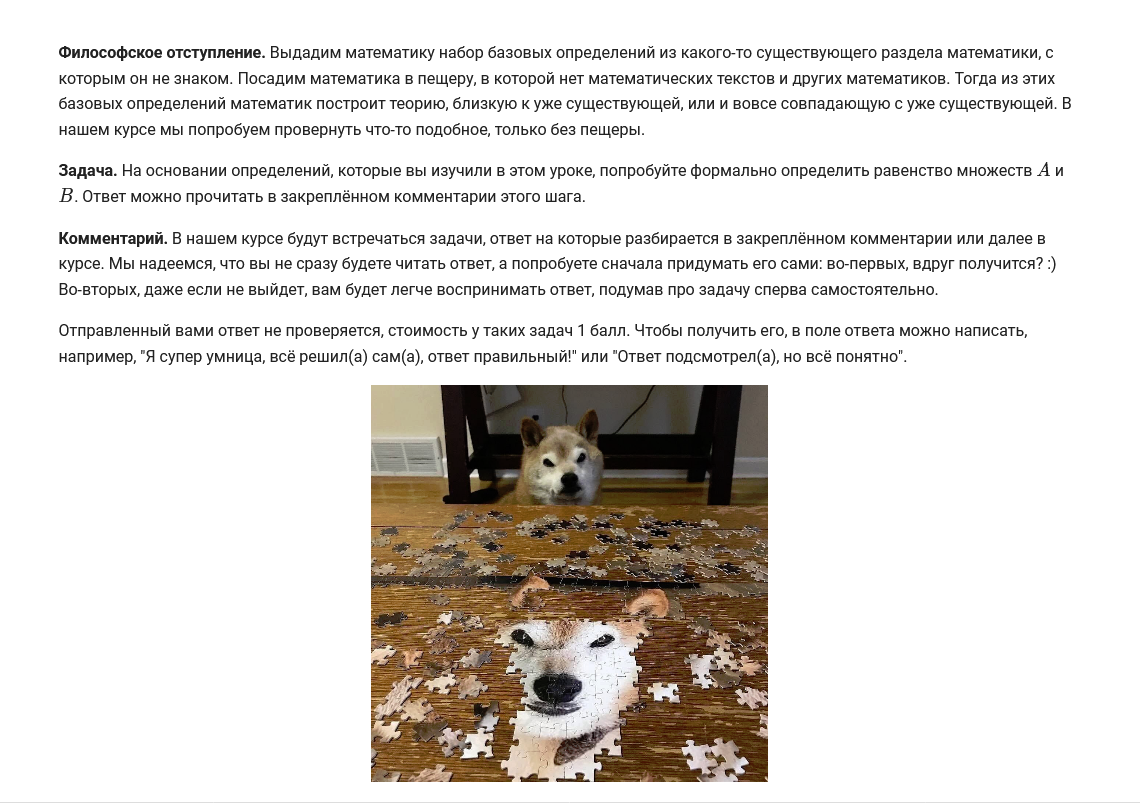 Философское отступление. Выдадим математику набор базовых определений из какого-то существующего раздела математики, с
которым он не знаком. Посадим математика в пещеру, в которой нет математических текстов и других математиков. Тогда из этих
базовых определений математик построит теорию, близкую к уже существующей, или и вовсе совпадающую с уже существующей. В
нашем курсе мы попробуем провернуть что-то подобное, только без пещеры.
Задача. На основании определений, которые вы изучили в этом уроке, попробуйте формально определить равенство множеств A и
B. Ответ можно прочитать в закреплённом комментарии этого шага.
Комментарий. В нашем курсе будут встречаться задачи, ответ на которые разбирается в закреплённом комментарии или далее в
курсе. Мы надеемся, что вы не сразу будете читать ответ, а попробуете сначала придумать его сами: во-первых, вдруг получится? :)
Во-вторых, даже если не выйдет, вам будет легче воспринимать ответ, подумав про задачу сперва самостоятельно.
Отправленный вами ответ не проверяется, стоимость у таких задач 1 балл. Чтобы получить его, в поле ответа можно написать,
например, "Я супер умница, всё решил(а) сам(а), ответ правильный!" или "Ответ подсмотрел(а), но всё понятно".